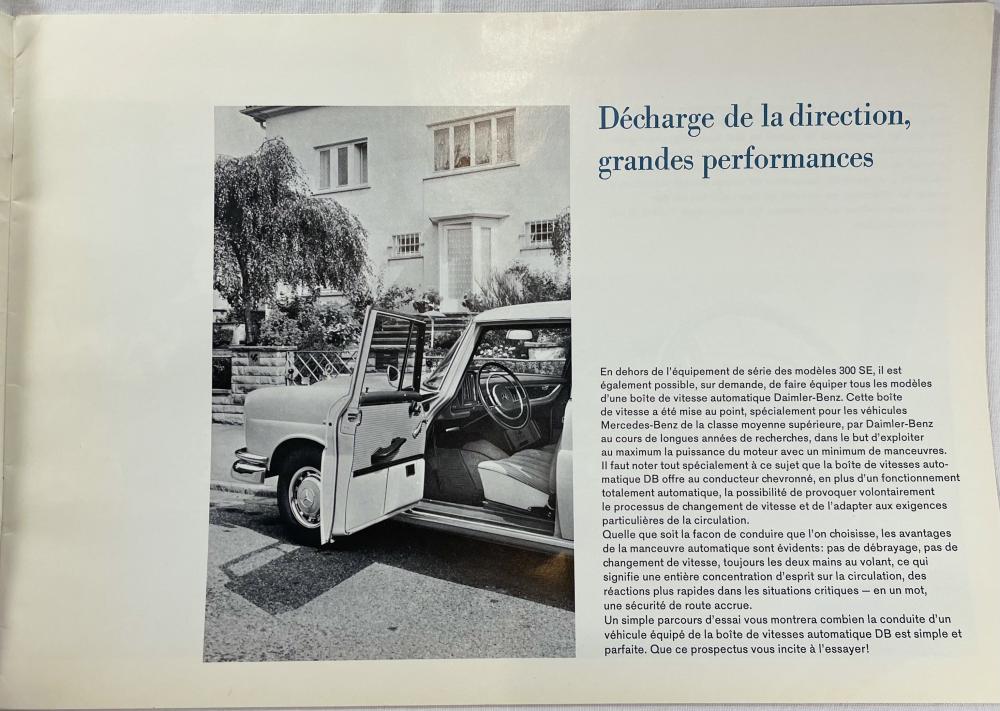 Décharge de la direction,
grandes performances
En dehors de l'équipement de série des modèles 300 SE, il est
également possible, sur demande, de faire équiper tous les modèles
d'une boîte de vitesse automatique Daimler-Benz. Cette boîte
de vitesse a été mise au point, spécialement pour les véhicules
Mercedes-Benz de la classe moyenne supérieure, par Daimler-Benz
au cours de longues années de recherches, dans le but d'exploiter
au maximum la puissance du moteur avec un minimum de manceuvres.
Il faut noter tout spécialement à ce sujet que la boîte de vitesses auto-
matique DB offre au conducteur chevronné, en plus d'un fonctionnement
totalement automatique, la possibilité de provoquer volontairement
le processus de changement de vitesse et de l'adapter aux exigences
particulières de la circulation.
Quelle que soit la facon de conduire que l'on choisisse, les avantages
de la manceuvre automatique sont évidents: pas de débrayage, pas de
changement de vitesse, toujours les deux mains au volant, ce qui
signifie une entière concentration d'esprit sur la circulation, des
réactions plus rapides dans les situations critiques — en un mot,
une sécurité de route accrue.
Un simple parcours d'essai vous montrera combien la conduite d'un
véhicule équipé de la boîte de vitesses automatique DB est simple et
parfaite. Que ce prospectus vous incite à l'essayer!